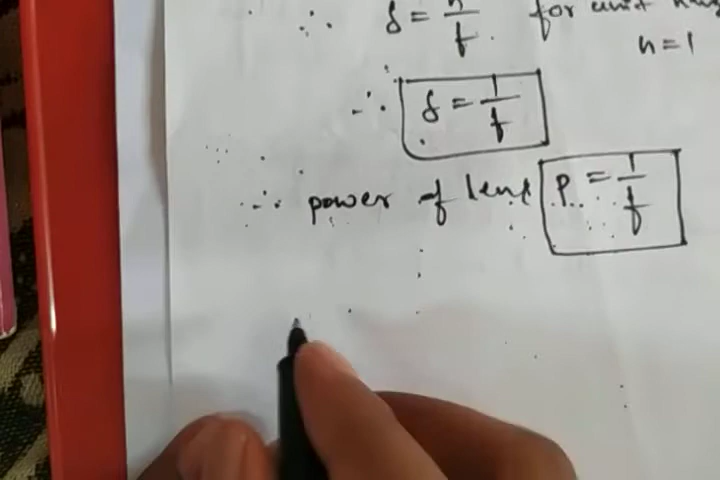 ∴ δ = h/f. for unit
h = 1
∴ δ = 1/f
∴ power of lens P = 1/f